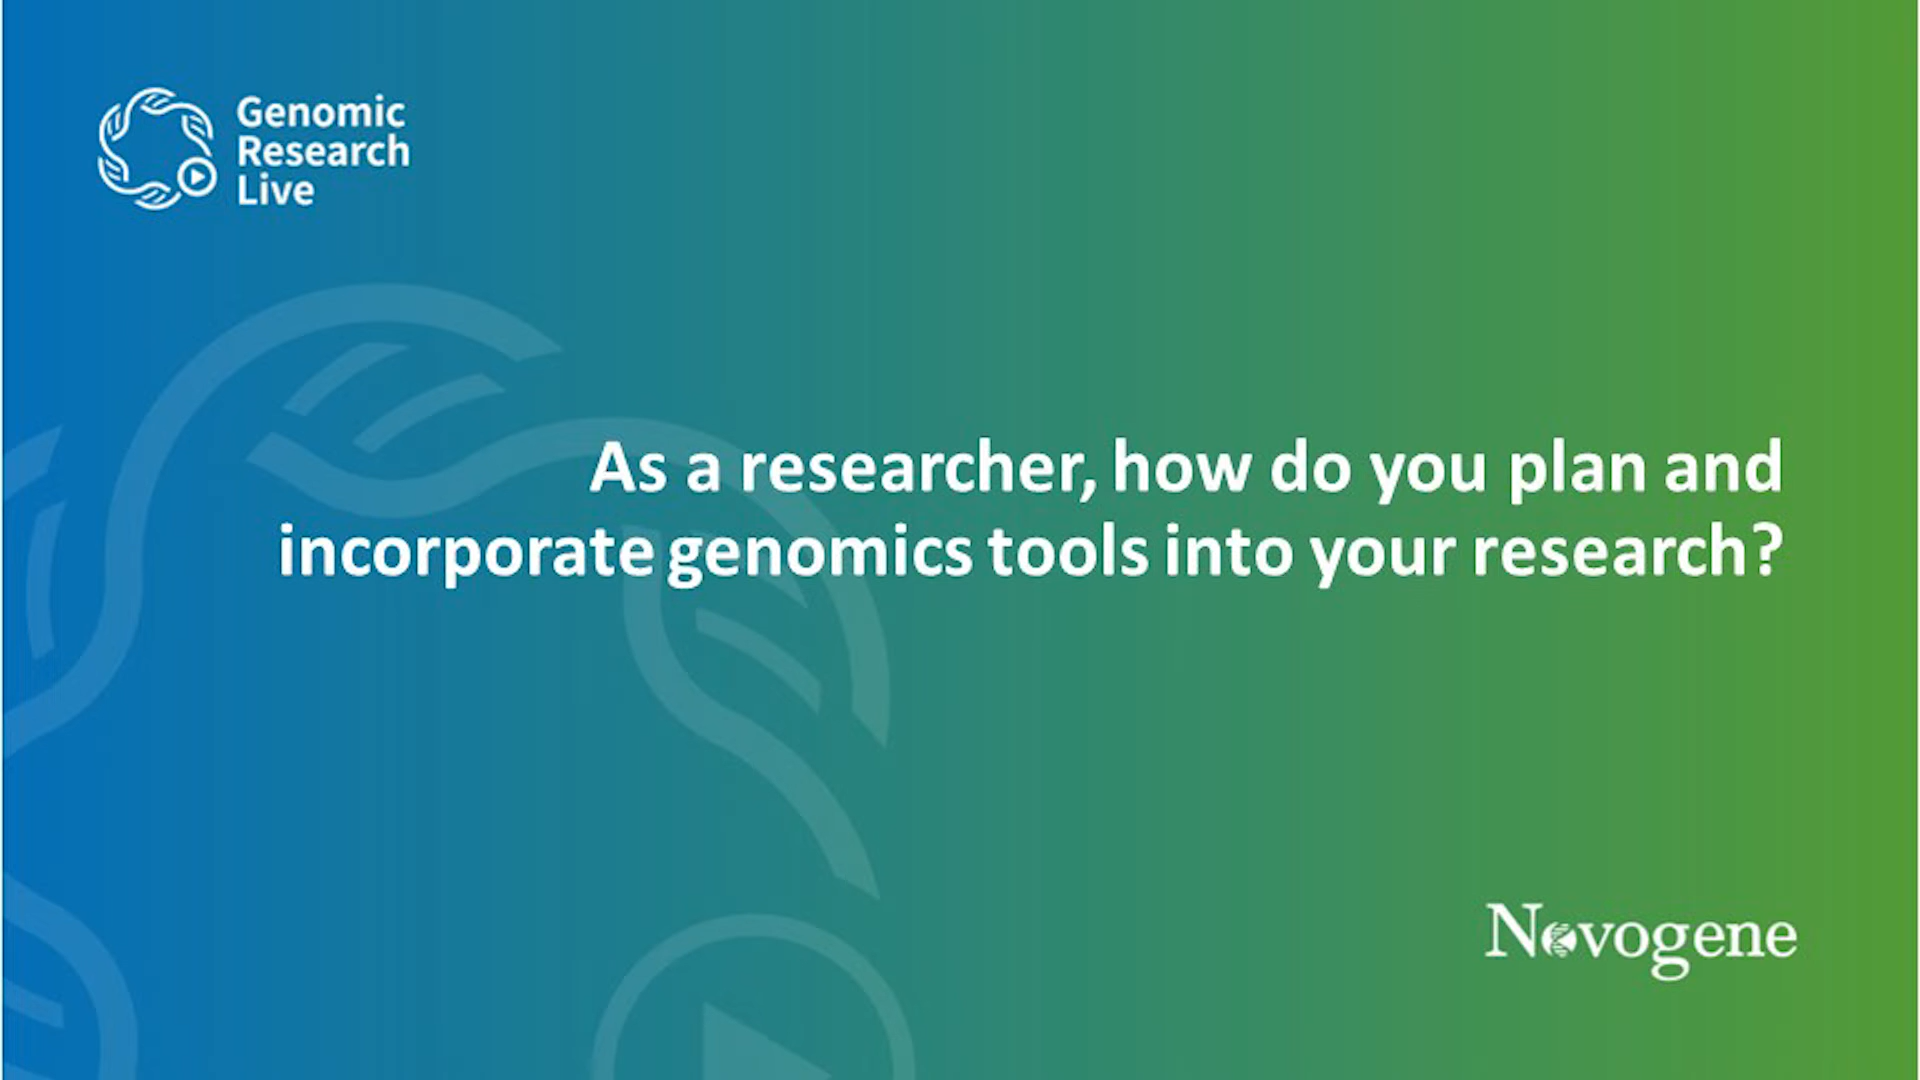 Genomic
Research
Live
As a researcher, how do you plan and
incorporate genomics tools into your research?
Novogene